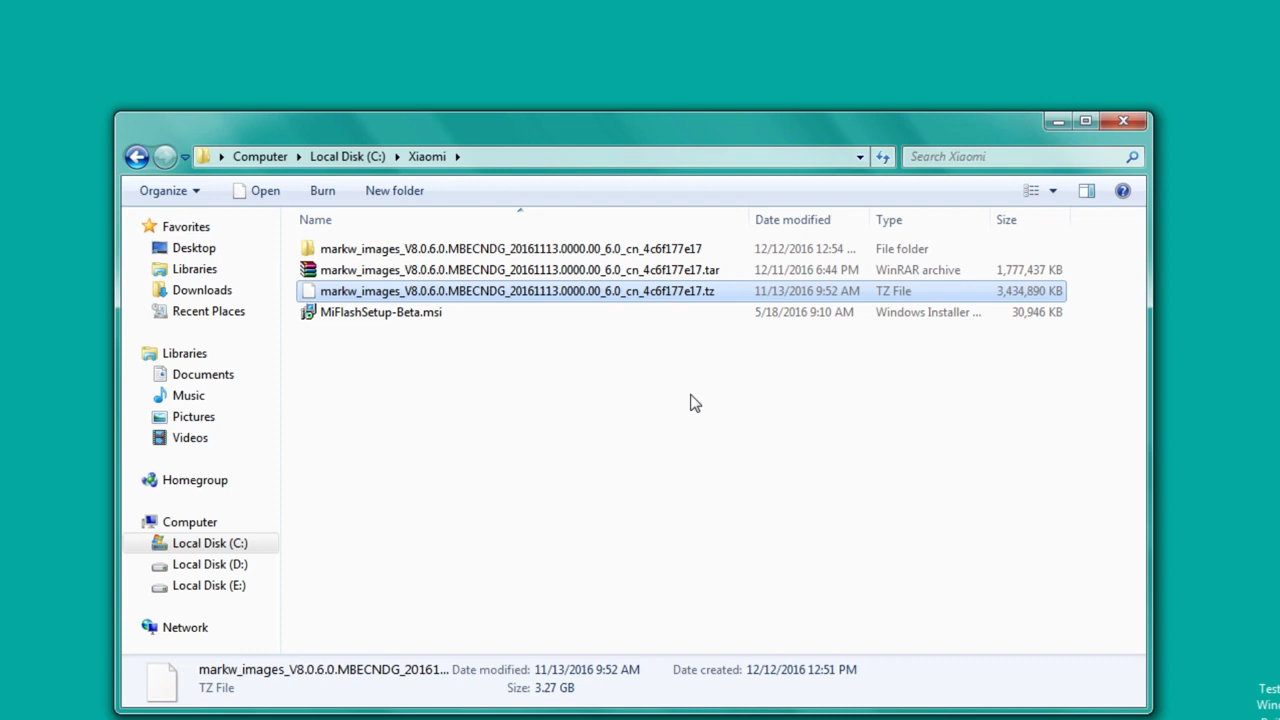 Computer Local Disk (C:) Xiaomi
Search Xiaomi
Organize Open Burn New folder
Name Date modified Type Size
Favorites
Desktop
Libraries
Downloads
Recent Places
Libraries
Documents
Music
Pictures
Videos
Homegroup
Computer
Local Disk (C:)
Local Disk (D:)
Local Disk (E:)
Network
markw_images_V8.0.6.0.MBECNDG_20161113.0000.00_6.0_cn_4c6f177e17 12/12/2016 12:54 ... File folder
markw_images_V8.0.6.0.MBECNDG_20161113.0000.00_6.0_cn_4c6f177e17.tar 12/11/2016 6:44 PM WinRAR archive 1,777,437 KB
markw_images_V8.0.6.0.MBECNDG_20161113.0000.00_6.0_cn_4c6f177e17.tz 11/13/2016 9:52 AM TZ File 3,434,890 KB
MiFlashSetup-Beta.msi 5/18/2016 9:10 AM Windows Installer ... 30,946 KB
markw_images_V8.0.6.0.MBECNDG_20161... Date modified: 11/13/2016 9:52 AM Date created: 12/12/2016 12:51 PM
TZ File Size: 3.27 GB
Test
Wind